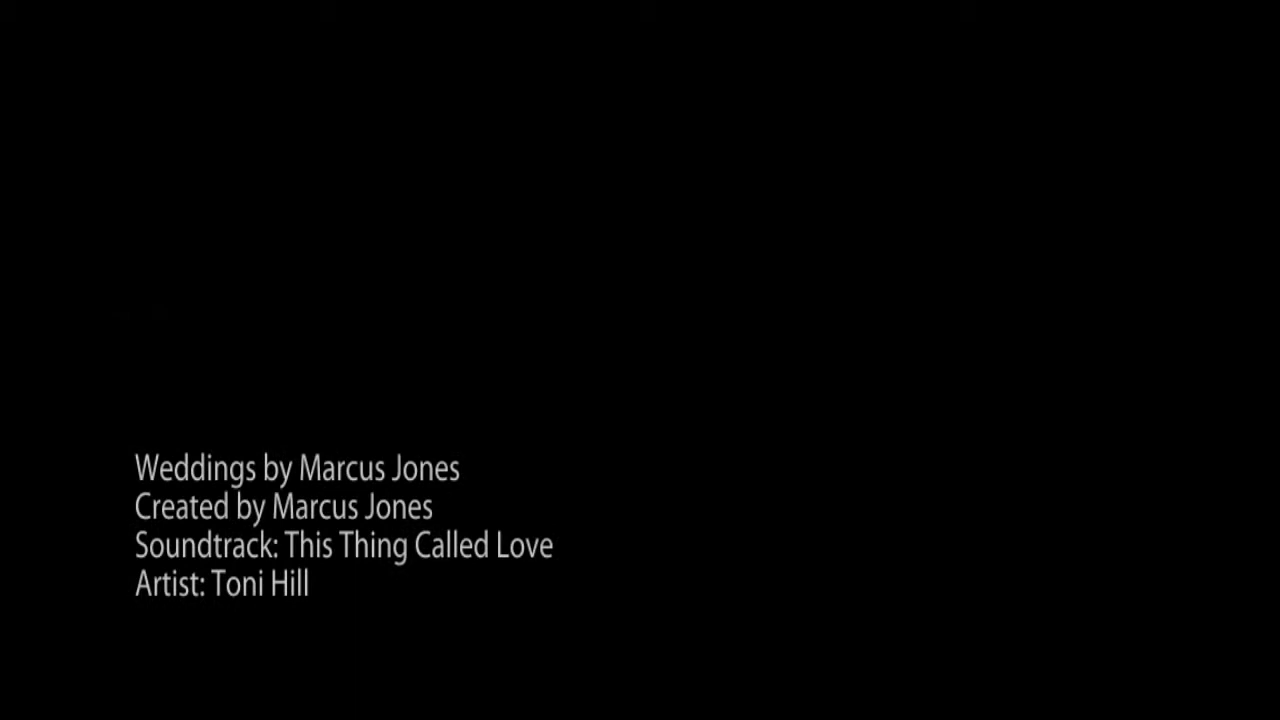 Weddings by Marcus Jones
Created by Marcus Jones
Soundtrack: This Thing Called Love
Artist: Toni Hill